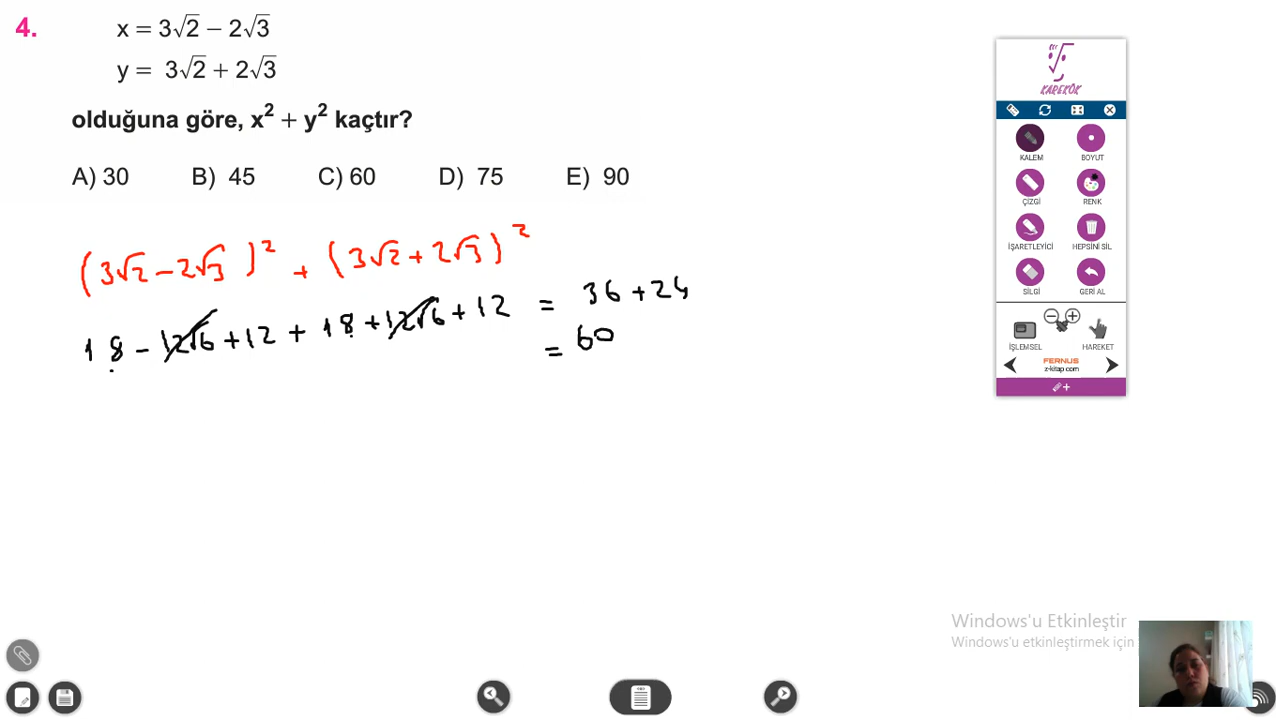 4.
x = 3√2 − 2√3
y = 3√2 + 2√3
olduğuna göre, x² + y² kaçtır?
A) 30 B) 45 C) 60 D) 75 E) 90
(3√2 − 2√3)² + (3√2 + 2√3)²
18 − 12√6 + 12 + 18 + 12√6 + 12 = 36 + 24
= 60
KAREKÖK
KALEM BOYUT
ÇİZGİ RENK
İŞARETLEYİCİ HEPSİNİ SİL
SİLGİ GERİ AL
İŞLEMSEL HAREKET
FERNUS
z-kitap.com
Windows'u Etkinleştir
Windows'u etkinleştirmek için